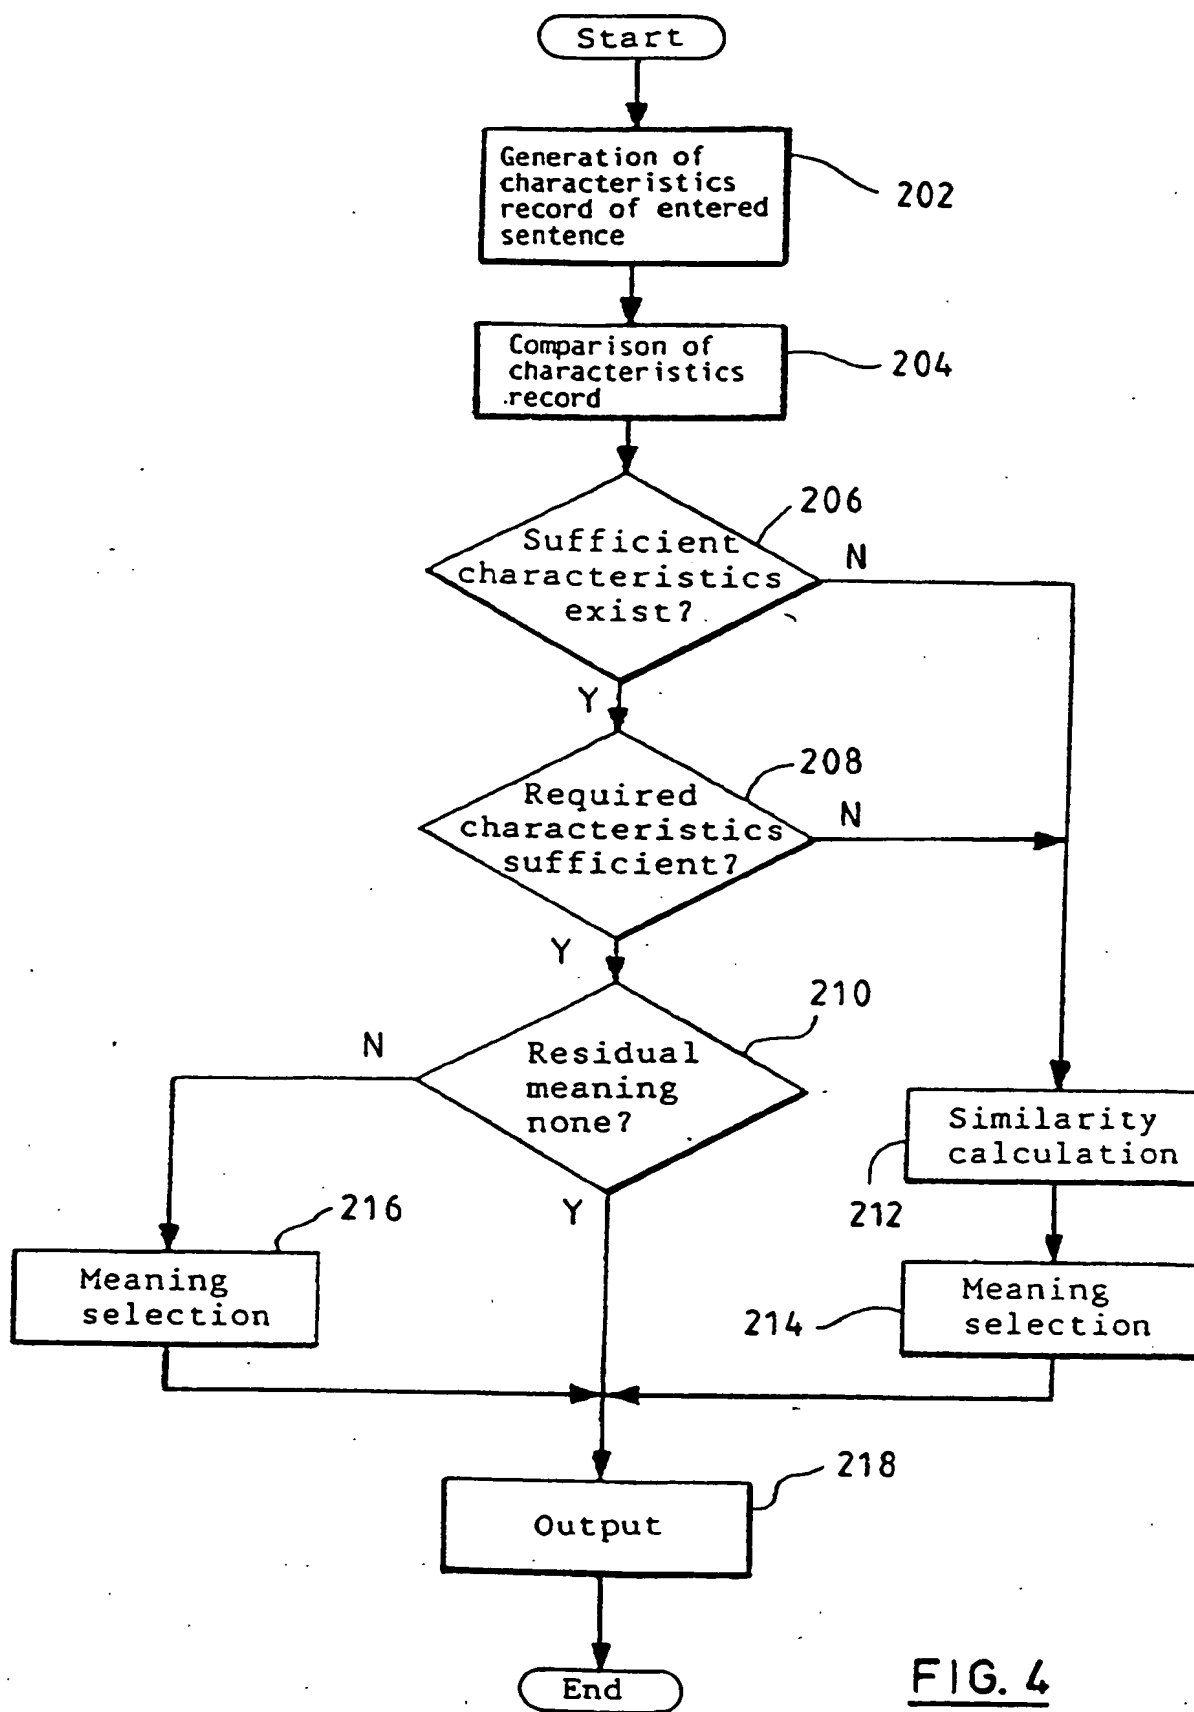 Start
Generation of
characteristics
record of entered
sentence
202
Comparison of
characteristics
record
204
206
Sufficient
characteristics
exist?
N
Y
208
Required
characteristics
sufficient?
N
Y
210
Residual
meaning
none?
N
Y
Similarity
calculation
212
216
Meaning
selection
Meaning
selection
214
218
Output
End
FIG. 4